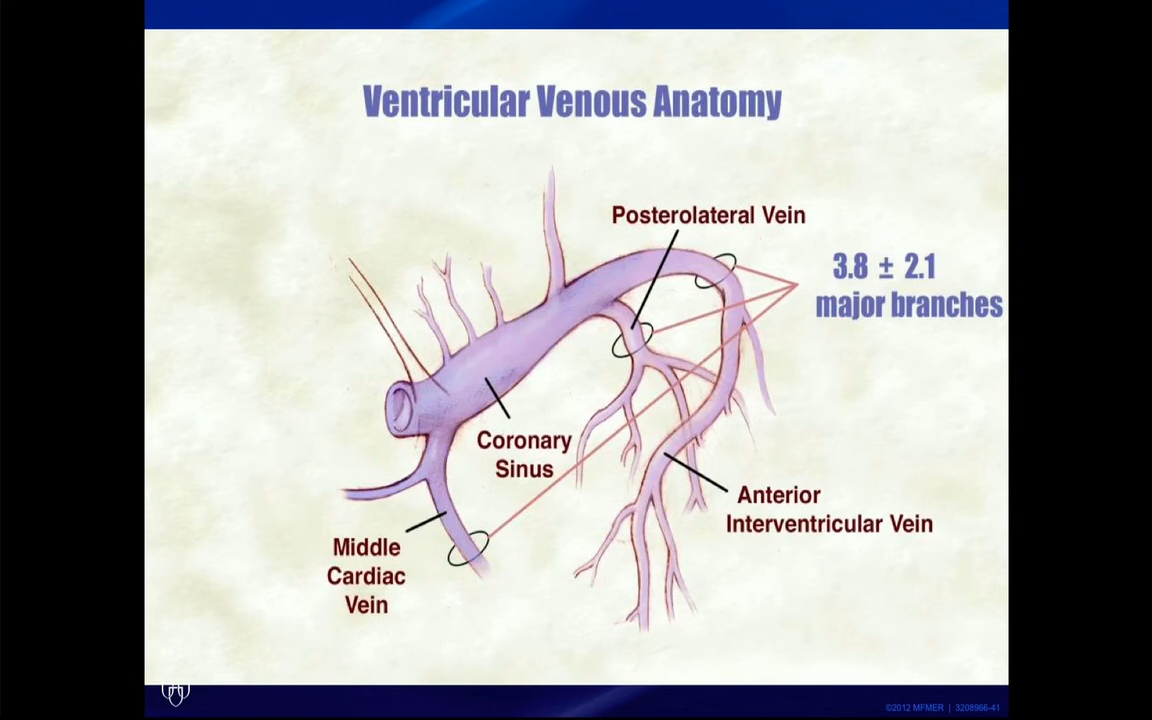 Ventricular Venous Anatomy
Posterolateral Vein
3.8 ± 2.1
major branches
Coronary
Sinus
Anterior
Interventricular Vein
Middle
Cardiac
Vein
©2012 MFMER | 3208966-41